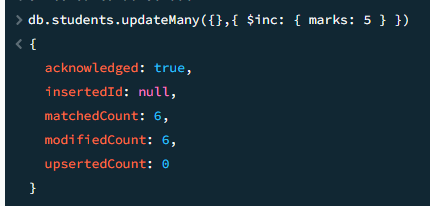 > db.students.updateMany({},{ $inc: { marks: 5 } })
< {
acknowledged: true,
insertedId: null,
matchedCount: 6,
modifiedCount: 6,
upsertedCount: 0
}